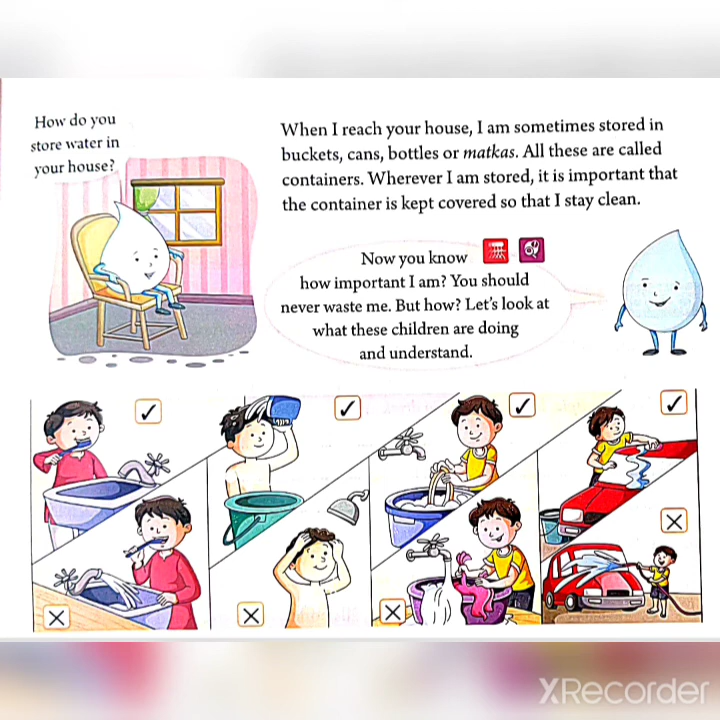 How do you
store water in
your house?
When I reach your house, I am sometimes stored in
buckets, cans, bottles or matkas. All these are called
containers. Wherever I am stored, it is important that
the container is kept covered so that I stay clean.
Now you know
how important I am? You should
never waste me. But how? Let's look at
what these children are doing
and understand.
XRecorder